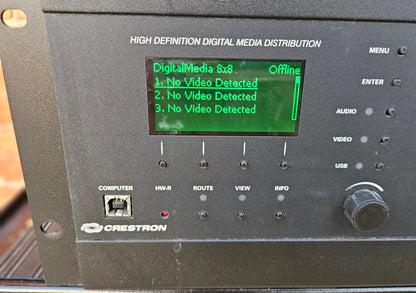 HIGH DEFINITION DIGITAL MEDIA DISTRIBUTION
MENU
DigitalMedia 8x8 Offline
1. No Video Detected
2. No Video Detected
3. No Video Detected
ENTER
AUDIO
VIDEO
USB
COMPUTER HW-R ROUTE VIEW INFO
CRESTRON